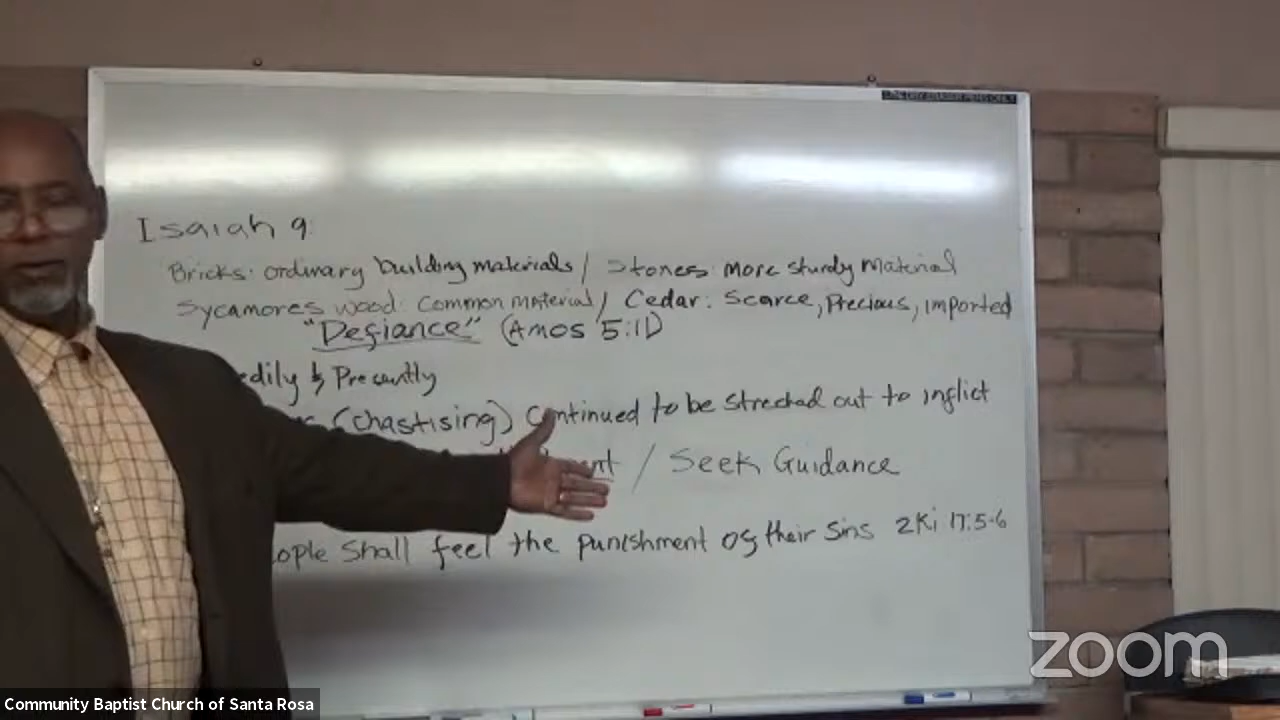 Isaiah 9:
Bricks: ordinary building materials / Stones: more sturdy material
Sycamores wood: Common Material / Cedar: Scarce, Precious, imported
"Defiance" (Amos 5:11)
edily & Presently
(chastising) Continued to be streched out to inflict
/ Seek Guidance
ople Shall feel the punishment of their Sins 2Ki 17:5-6
zoom
Community Baptist Church of Santa Rosa